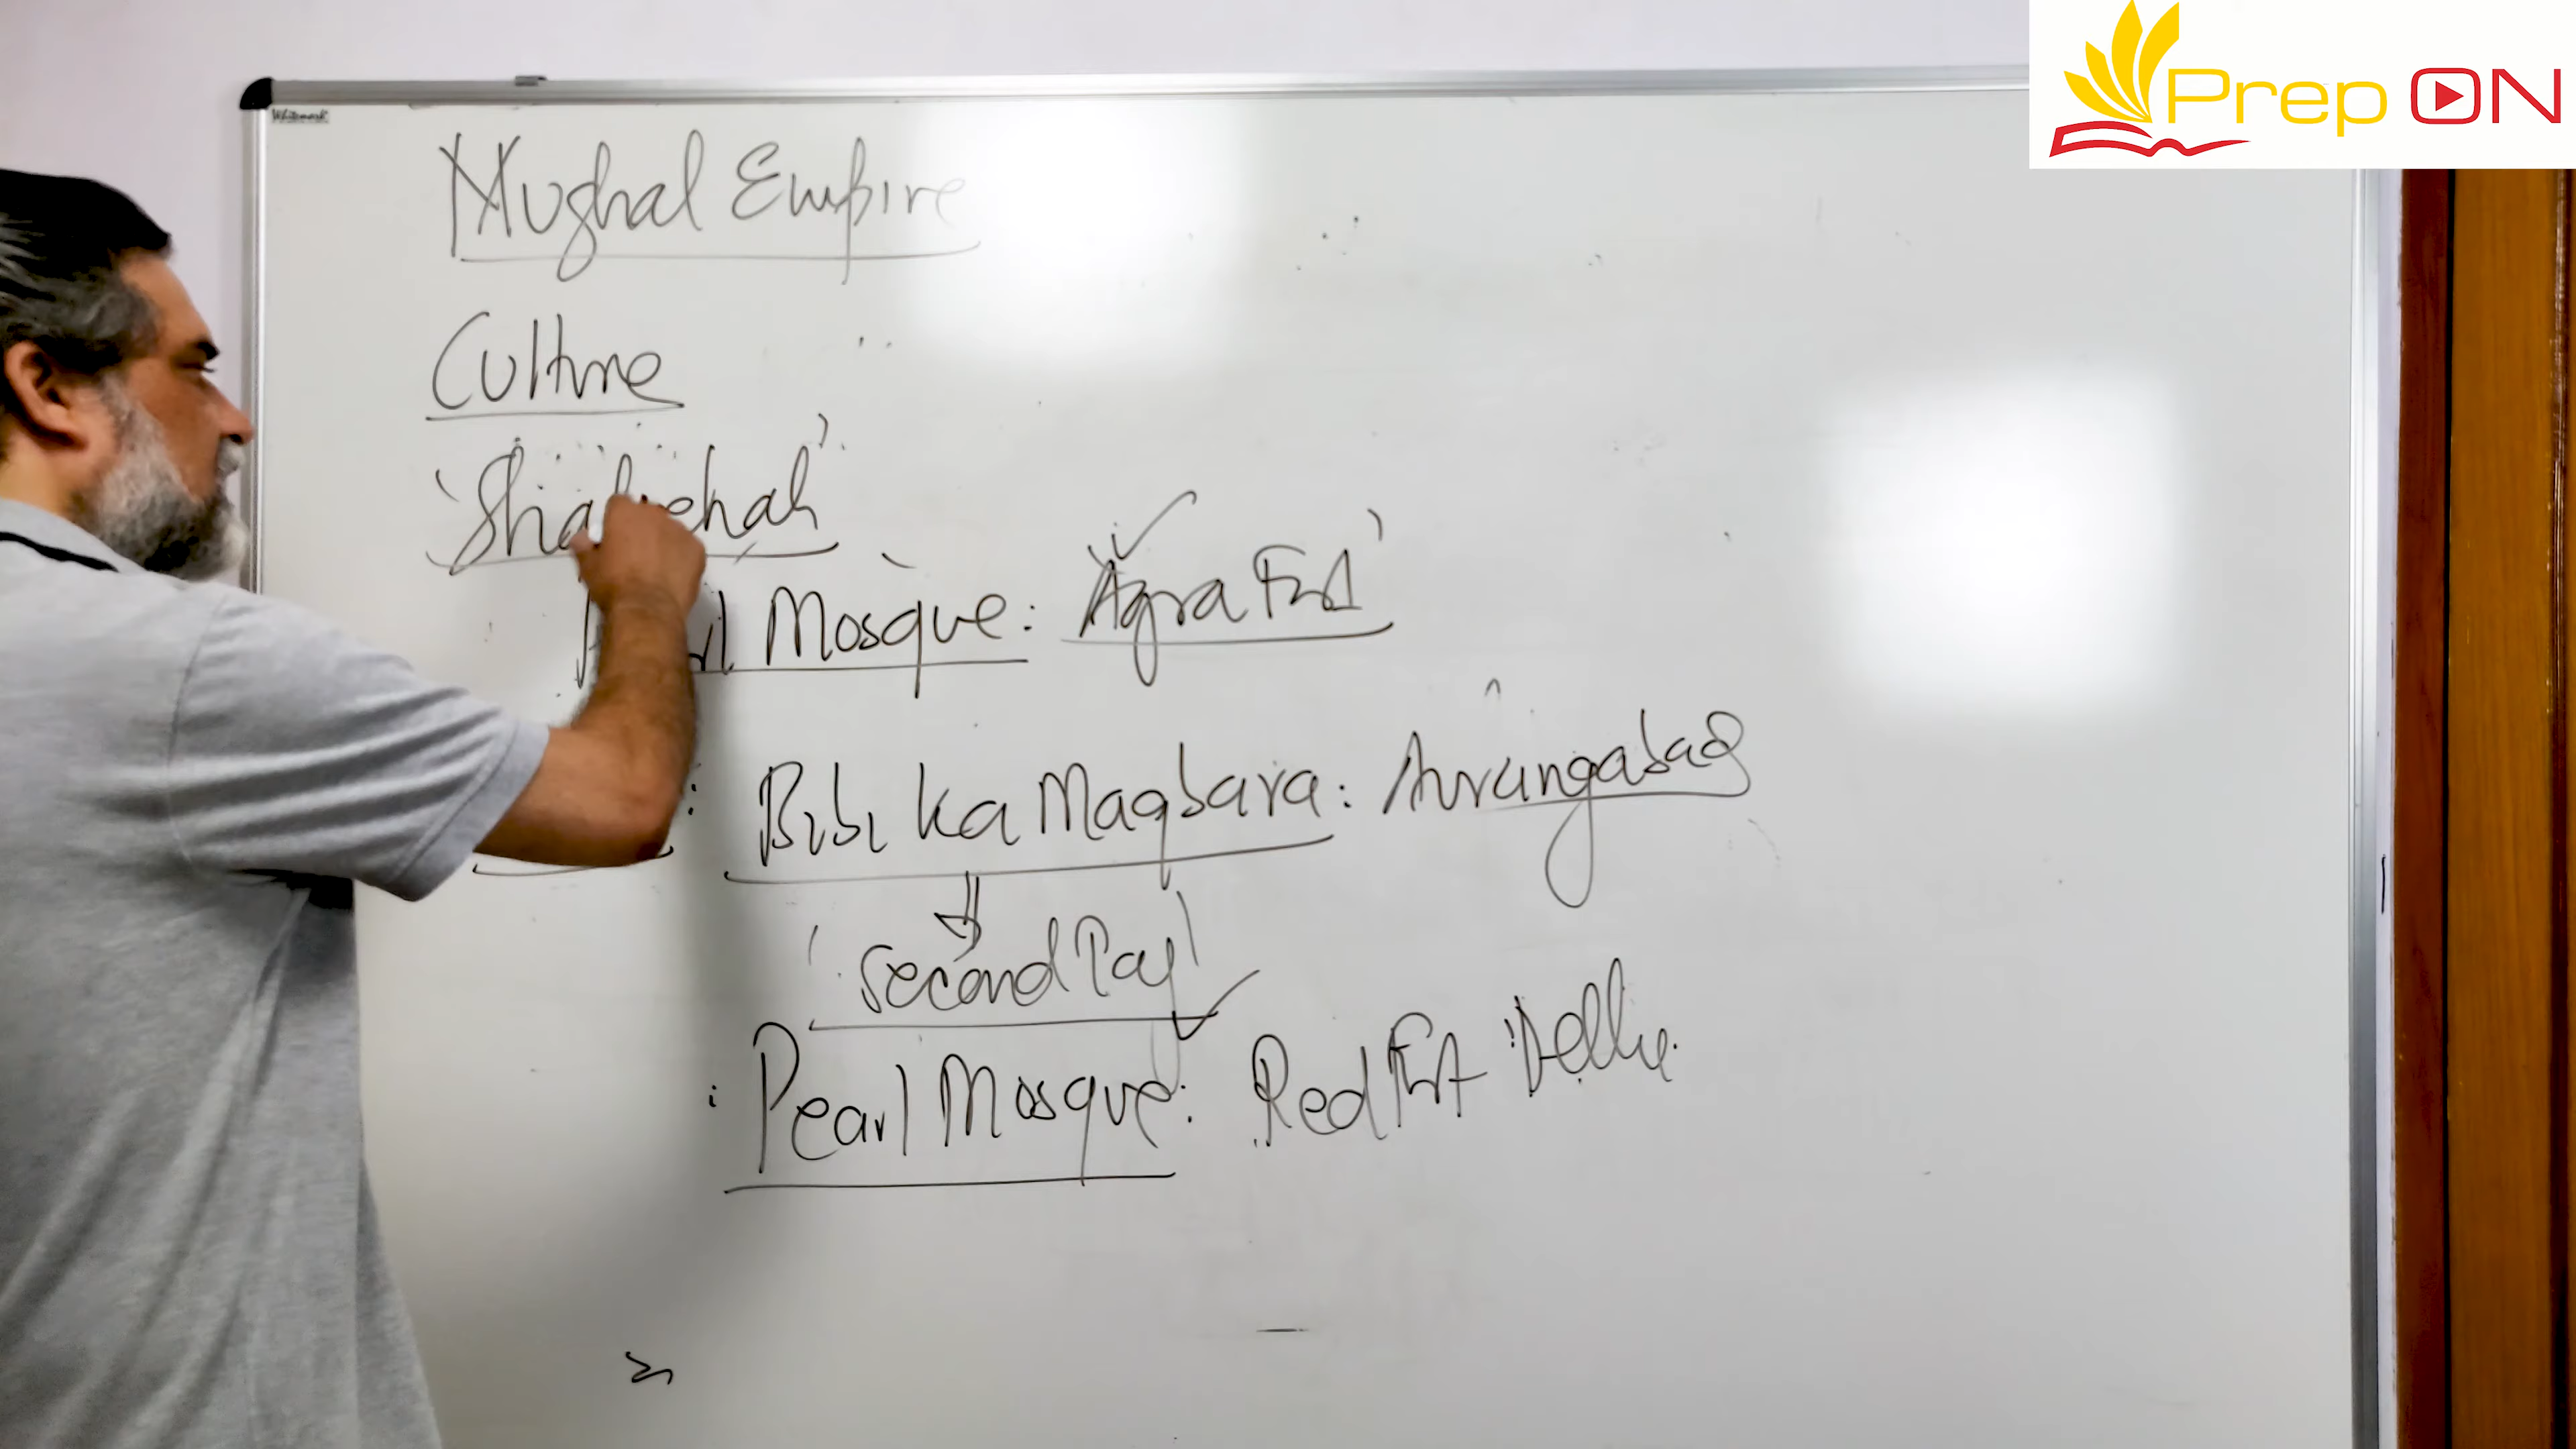 Prep ON
Whitemark
Mughal Empire
Culture
Mosque: 'Agra Fort'
: Bibi ka Maqbara: Aurangabad
'Second Taj'
: Pearl Mosque: Red Fort Delhi.